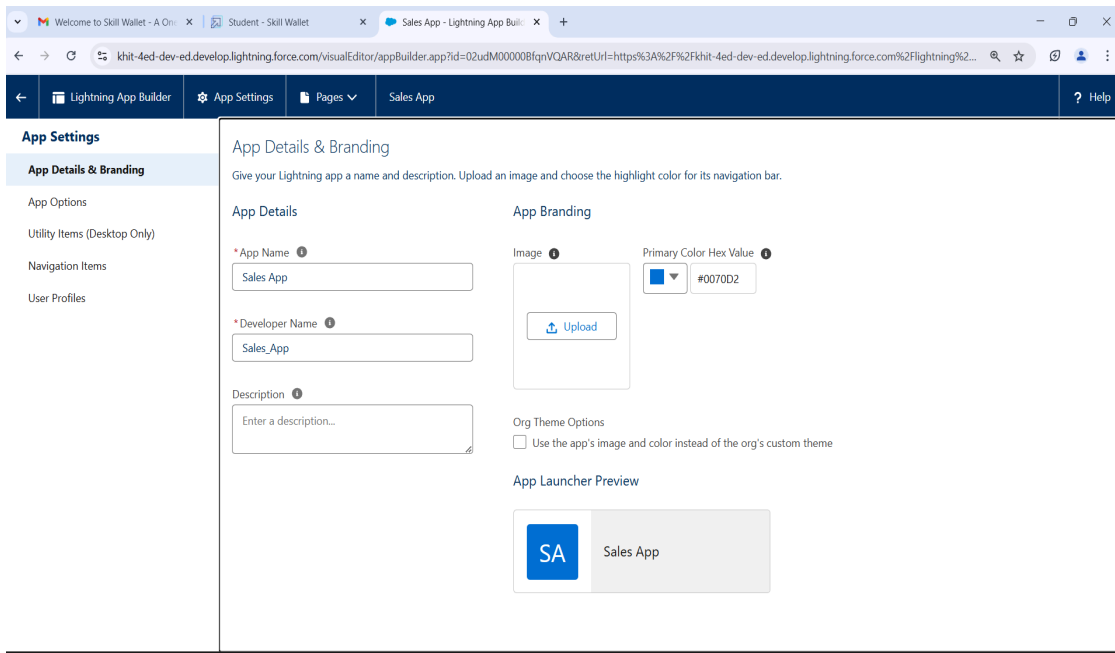 Welcome to Skill Wallet - A One
Student - Skill Wallet
Sales App - Lightning App Build
khit-4ed-dev-ed.develop.lightning.force.com/visualEditor/appBuilder.app?id=02udM00000BfqnVQAR&retUrl=https%3A%2F%2Fkhit-4ed-dev-ed.develop.lightning.force.com%2Flightning%2...
Lightning App Builder
App Settings
Pages
Sales App
? Help
App Settings
App Details & Branding
App Options
Utility Items (Desktop Only)
Navigation Items
User Profiles
App Details & Branding
Give your Lightning app a name and description. Upload an image and choose the highlight color for its navigation bar.
App Details
*App Name
Sales App
*Developer Name
Sales_App
Description
Enter a description...
App Branding
Image
Upload
Primary Color Hex Value
#0070D2
Org Theme Options
Use the app's image and color instead of the org's custom theme
App Launcher Preview
SA
Sales App